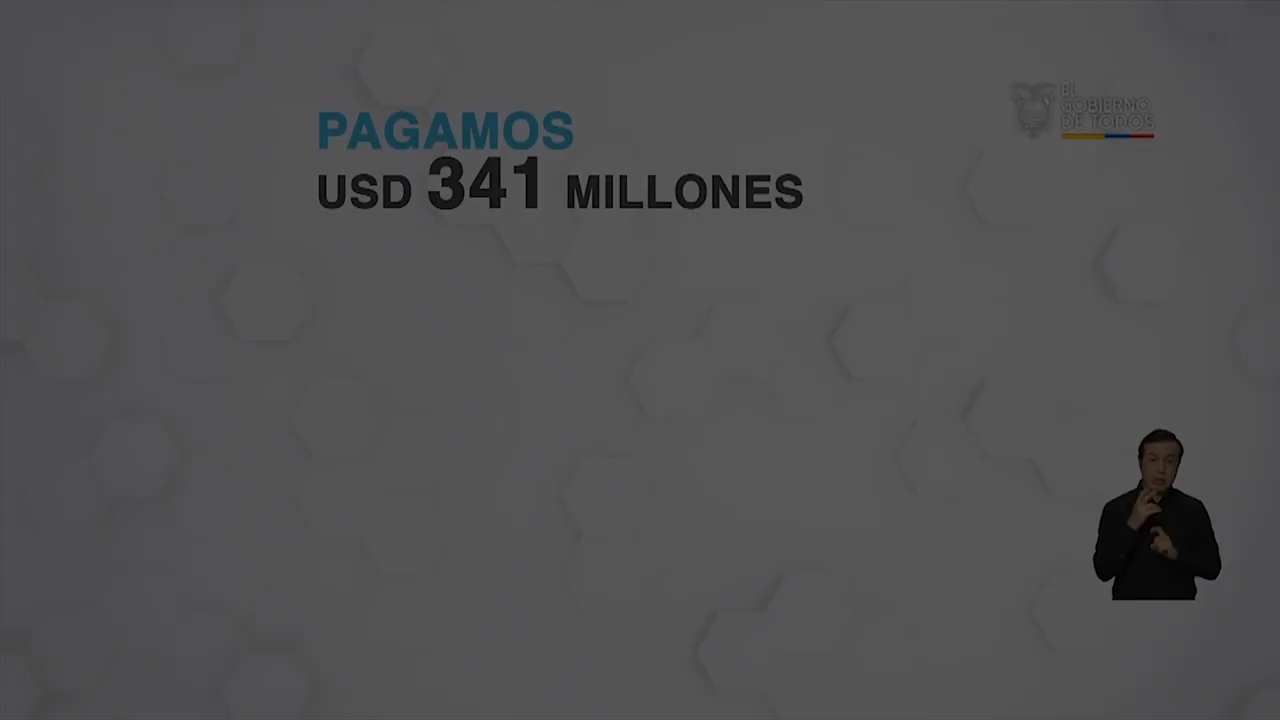 PAGAMOS
USD 341 MILLONES
EL
GOBIERNO
DE TODOS